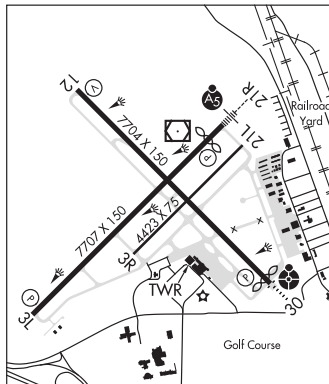 12
V
7704 X 150
A5
21R
Railroad
Yard
P
21L
7707 X 150
4423 X 75
3R
TWR
P
3L
P
30
Golf Course